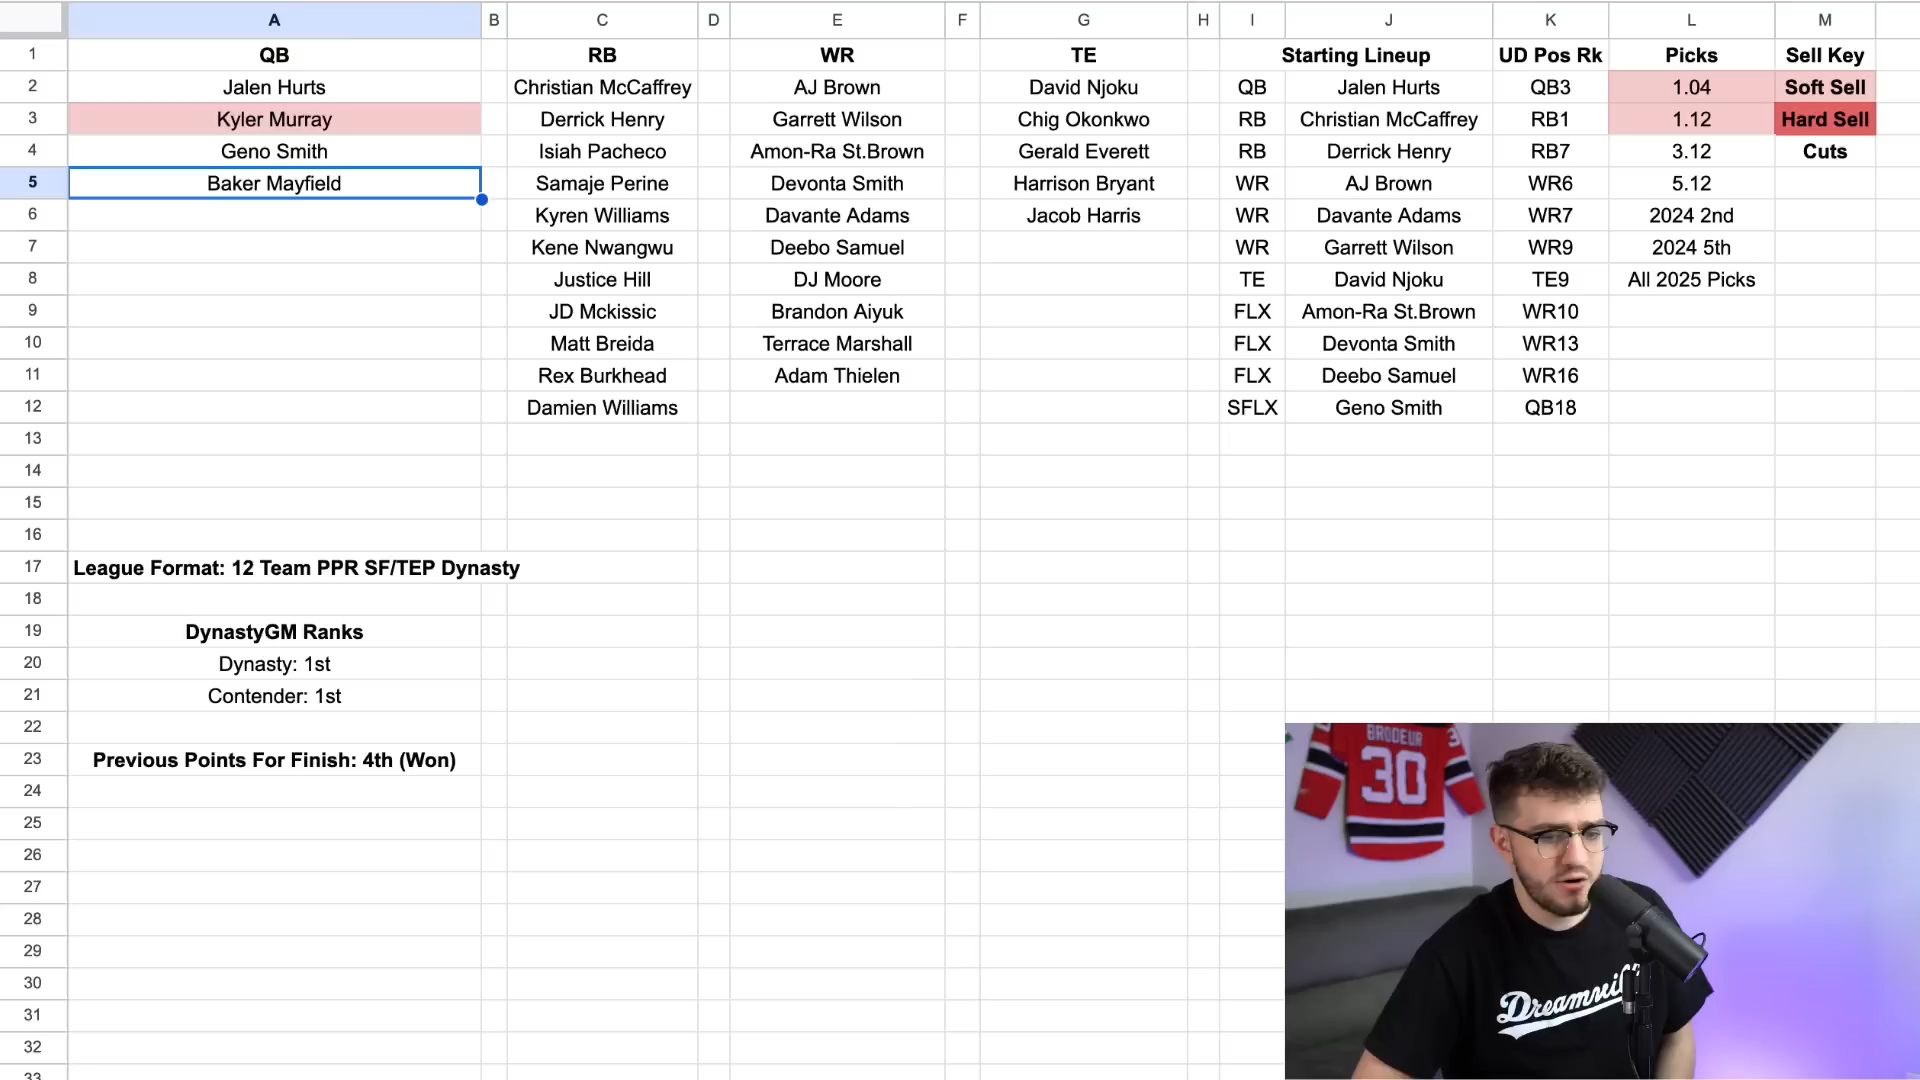 A B C D E F G H I J K L M
1 QB RB WR TE Starting Lineup UD Pos Rk Picks Sell Key
2 Jalen Hurts Christian McCaffrey AJ Brown David Njoku QB Jalen Hurts QB3 1.04 Soft Sell
3 Kyler Murray Derrick Henry Garrett Wilson Chig Okonkwo RB Christian McCaffrey RB1 1.12 Hard Sell
4 Geno Smith Isiah Pacheco Amon-Ra St.Brown Gerald Everett RB Derrick Henry RB7 3.12 Cuts
5 Baker Mayfield Samaje Perine Devonta Smith Harrison Bryant WR AJ Brown WR6 5.12
6 Kyren Williams Davante Adams Jacob Harris WR Davante Adams WR7 2024 2nd
7 Kene Nwangwu Deebo Samuel WR Garrett Wilson WR9 2024 5th
8 Justice Hill DJ Moore TE David Njoku TE9 All 2025 Picks
9 JD Mckissic Brandon Aiyuk FLX Amon-Ra St.Brown WR10
10 Matt Breida Terrace Marshall FLX Devonta Smith WR13
11 Rex Burkhead Adam Thielen FLX Deebo Samuel WR16
12 Damien Williams SFLX Geno Smith QB18
13
14
15
16
17 League Format: 12 Team PPR SF/TEP Dynasty
18
19 DynastyGM Ranks
20 Dynasty: 1st
21 Contender: 1st
22
23 Previous Points For Finish: 4th (Won)
24
25
26
27
28
29
30
31
32
33
BRODEUR
30